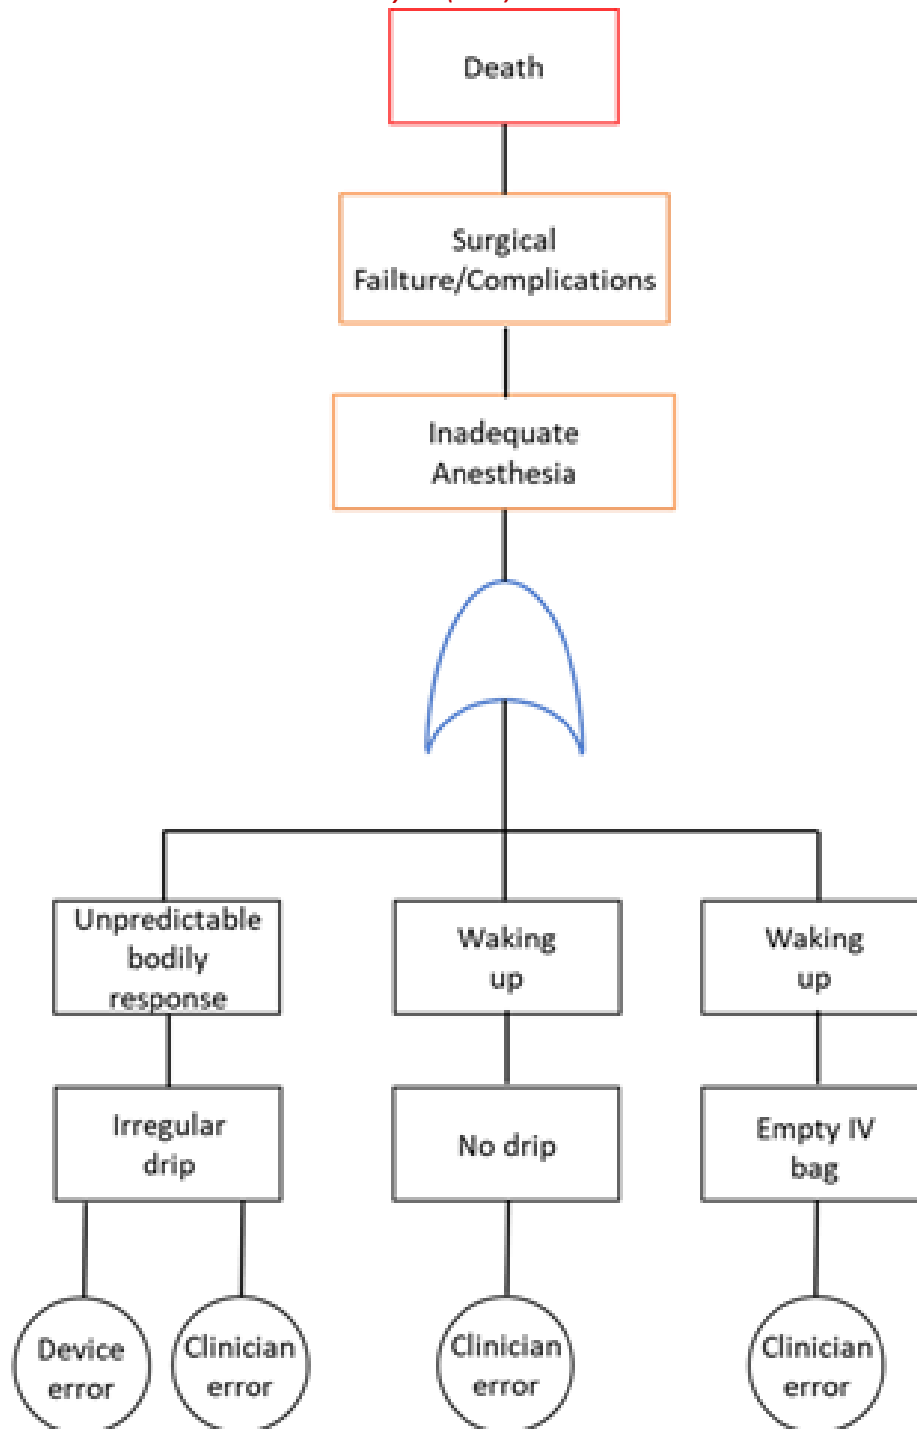 Death
Surgical
Failture/Complications
Inadequate
Anesthesia
Unpredictable
bodily
response
Waking
up
Waking
up
Irregular
drip
No drip
Empty IV
bag
Device
error
Clinician
error
Clinician
error
Clinician
error